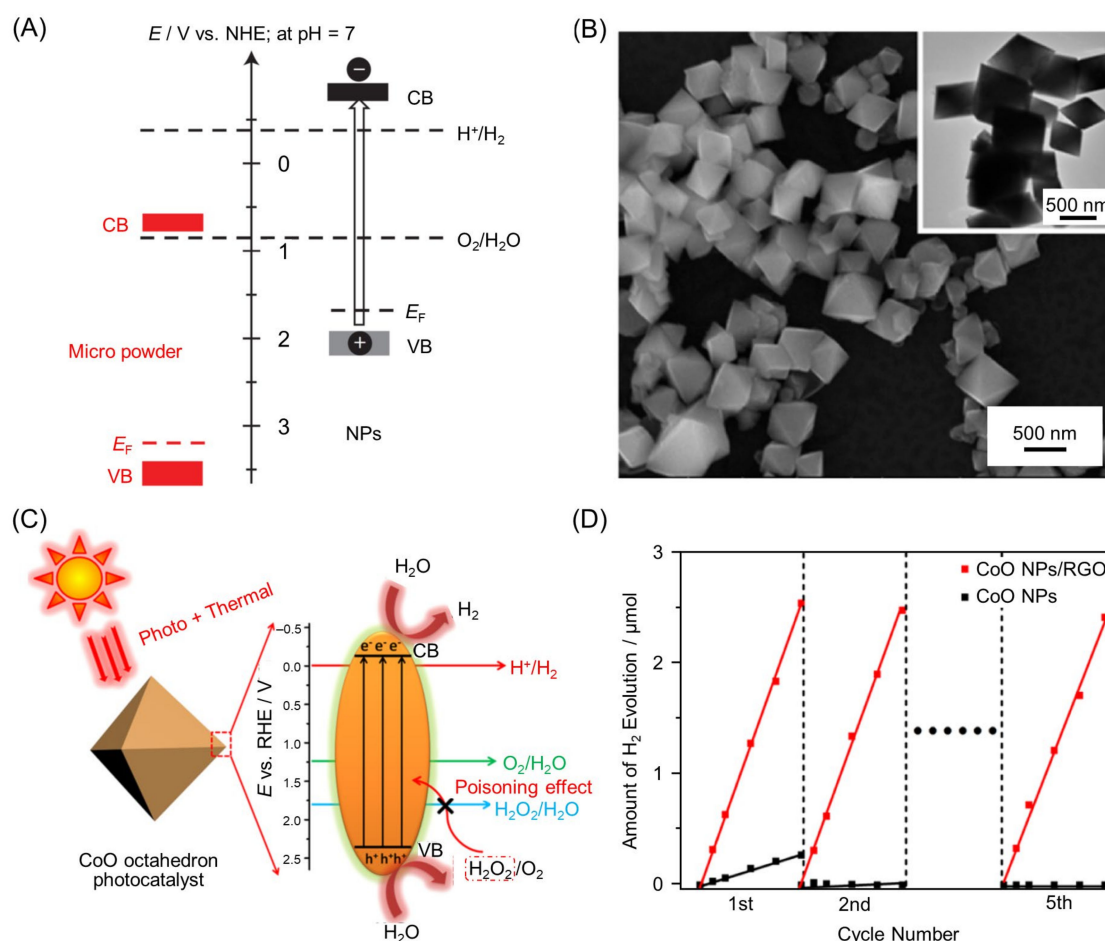 (A)
E / V vs. NHE; at pH = 7
CB
H⁺/H₂
0
CB
O₂/H₂O
1
E_F
2
VB
Micro powder
3
NPs
E_F
VB
(B)
500 nm
500 nm
(C)
Photo + Thermal
CoO octahedron
photocatalyst
E vs. RHE / V
–0.5
0.0
0.5
1.0
1.5
2.0
2.5
H₂O
H₂
e⁻ e⁻ e⁻
CB
H⁺/H₂
O₂/H₂O
Poisoning effect
H₂O₂/H₂O
VB
h⁺ h⁺ h⁺
H₂O₂/O₂
H₂O
(D)
Amount of H₂ Evolution / μmol
3
2
1
0
CoO NPs/RGO
CoO NPs
1st
2nd
5th
Cycle Number